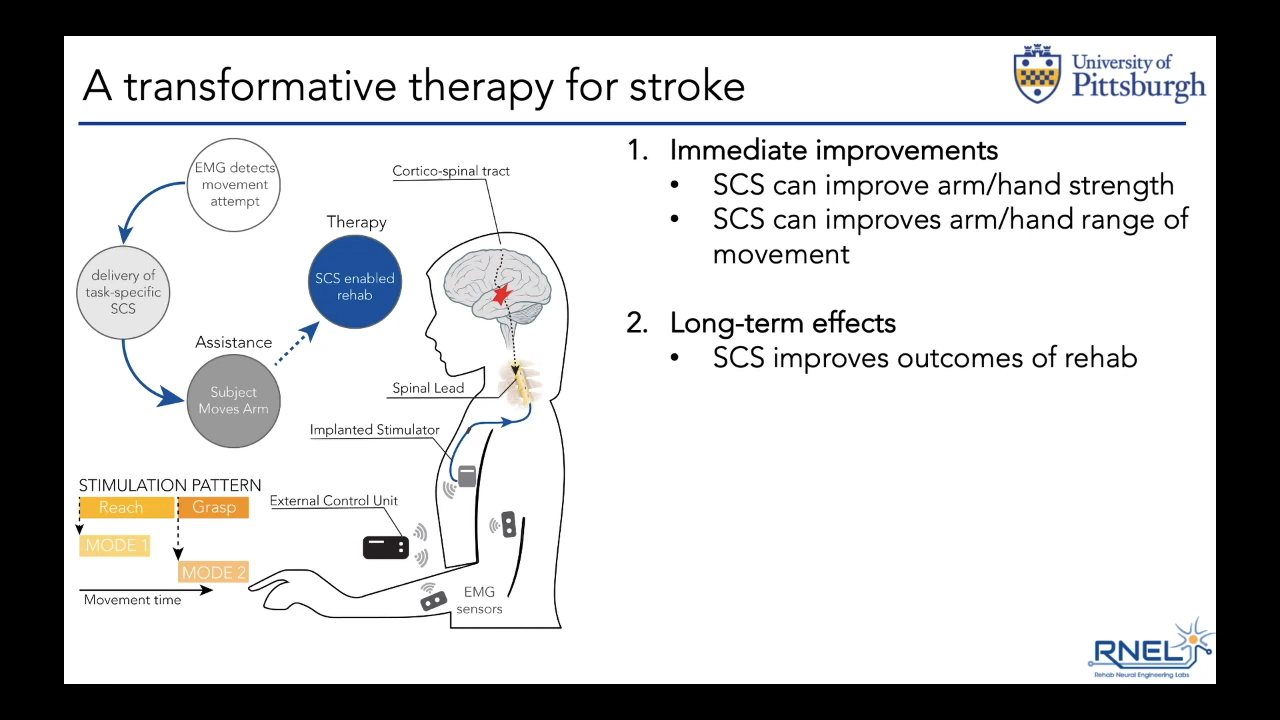 A transformative therapy for stroke
University of
Pittsburgh
EMG detects
movement
attempt
delivery of
task-specific
SCS
Assistance
Subject
Moves Arm
Therapy
SCS enabled
rehab
Cortico-spinal tract
Spinal Lead
Implanted Stimulator
External Control Unit
EMG
sensors
STIMULATION PATTERN
Reach
Grasp
MODE 1
MODE 2
Movement time
1. Immediate improvements
• SCS can improve arm/hand strength
• SCS can improves arm/hand range of
movement
2. Long-term effects
• SCS improves outcomes of rehab
RNEL
Rehab Neural Engineering Labs